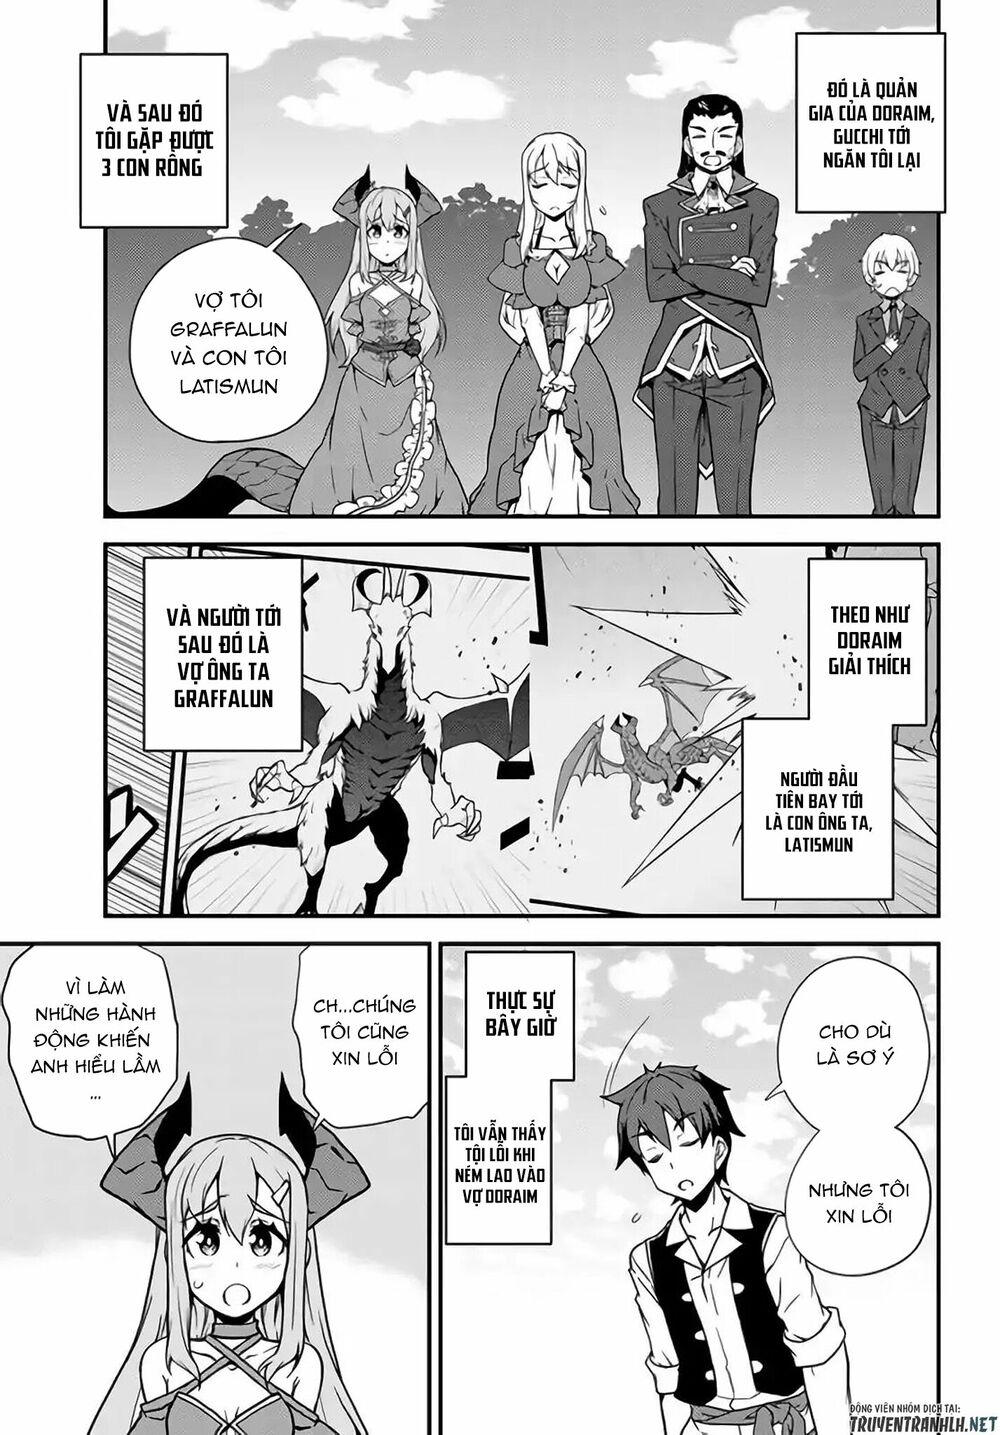 ĐÓ LÀ QUẢN
GIA CỦA DORAIM,
GUCCHI TỚI
NGĂN TÔI LẠI
VÀ SAU ĐÓ
TÔI GẶP ĐƯỢC
3 CON RỒNG
VỢ TÔI
GRAFFALUN
VÀ CON TÔI
LATISMUN
THEO NHƯ
DORAIM
GIẢI THÍCH
NGƯỜI ĐẦU
TIÊN BAY TỚI
LÀ CON ÔNG TA,
LATISMUN
VÀ NGƯỜI TỚI
SAU ĐÓ LÀ
VỢ ÔNG TA
GRAFFALUN
CHO DÙ
LÀ SƠ Ý
NHƯNG TÔI
XIN LỖI
THỰC SỰ
BÂY GIỜ
TÔI VẪN THẤY
TỘI LỖI KHI
NÉM LAO VÀO
VỢ DORAIM
CH...CHÚNG
TÔI CŨNG
XIN LỖI
VÌ LÀM
NHỮNG HÀNH
ĐỘNG KHIẾN
ANH HIỂU LẦM
...
ĐỘNG VIÊN NHÓM DỊCH TẠI:
TRUYENTRANHLH.NET